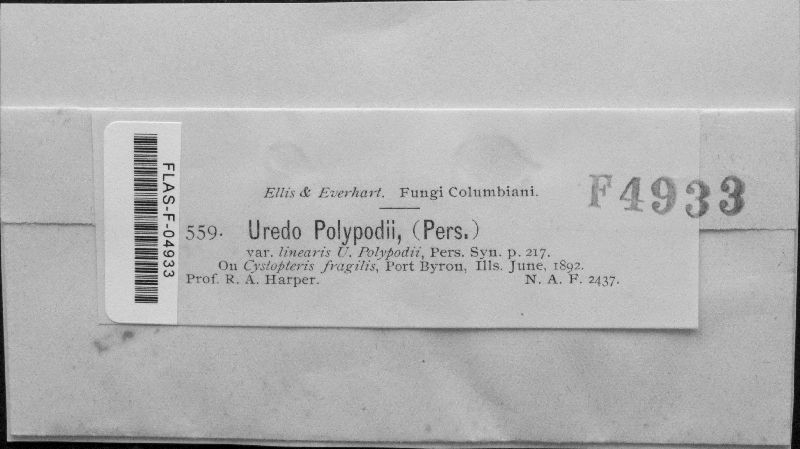 Ellis & Everhart. Fungi Columbiani.
F4933
559. Uredo Polypodii, (Pers.)
var. linearis U. Polypodii, Pers. Syn. p. 217.
On Cystopteris fragilis, Port Byron, Ills. June, 1892.
Prof. R. A. Harper. N. A. F. 2437.
FLAS-F-04933